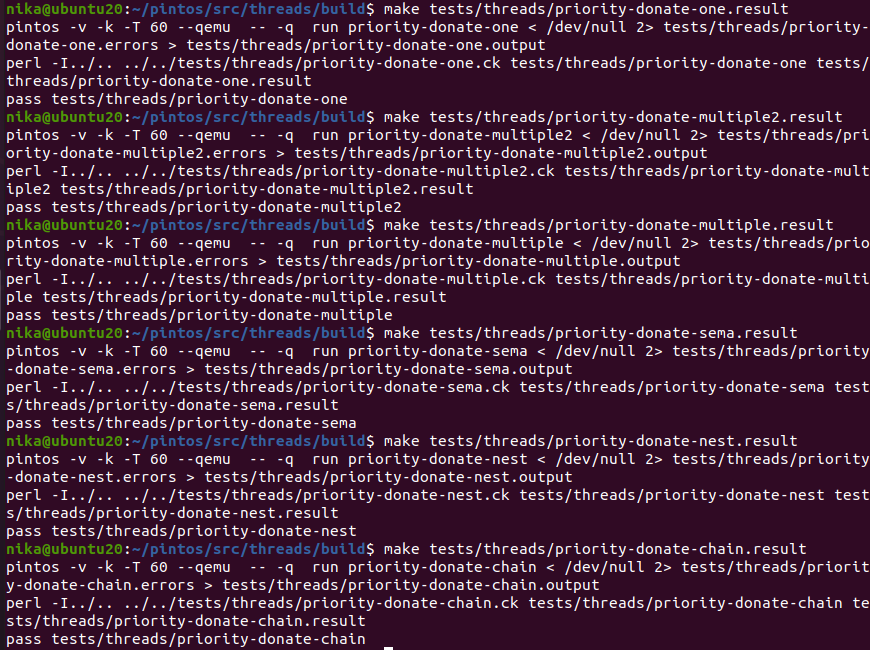 nika@ubuntu20:~/pintos/src/threads/build$ make tests/threads/priority-donate-one.result
pintos -v -k -T 60 --qemu  -- -q  run priority-donate-one < /dev/null 2> tests/threads/priority-
donate-one.errors > tests/threads/priority-donate-one.output
perl -I../.. ../../tests/threads/priority-donate-one.ck tests/threads/priority-donate-one tests/
threads/priority-donate-one.result
pass tests/threads/priority-donate-one
nika@ubuntu20:~/pintos/src/threads/build$ make tests/threads/priority-donate-multiple2.result
pintos -v -k -T 60 --qemu  -- -q  run priority-donate-multiple2 < /dev/null 2> tests/threads/pri
ority-donate-multiple2.errors > tests/threads/priority-donate-multiple2.output
perl -I../.. ../../tests/threads/priority-donate-multiple2.ck tests/threads/priority-donate-mult
iple2 tests/threads/priority-donate-multiple2.result
pass tests/threads/priority-donate-multiple2
nika@ubuntu20:~/pintos/src/threads/build$ make tests/threads/priority-donate-multiple.result
pintos -v -k -T 60 --qemu  -- -q  run priority-donate-multiple < /dev/null 2> tests/threads/prio
rity-donate-multiple.errors > tests/threads/priority-donate-multiple.output
perl -I../.. ../../tests/threads/priority-donate-multiple.ck tests/threads/priority-donate-multi
ple tests/threads/priority-donate-multiple.result
pass tests/threads/priority-donate-multiple
nika@ubuntu20:~/pintos/src/threads/build$ make tests/threads/priority-donate-sema.result
pintos -v -k -T 60 --qemu  -- -q  run priority-donate-sema < /dev/null 2> tests/threads/priority
-donate-sema.errors > tests/threads/priority-donate-sema.output
perl -I../.. ../../tests/threads/priority-donate-sema.ck tests/threads/priority-donate-sema test
s/threads/priority-donate-sema.result
pass tests/threads/priority-donate-sema
nika@ubuntu20:~/pintos/src/threads/build$ make tests/threads/priority-donate-nest.result
pintos -v -k -T 60 --qemu  -- -q  run priority-donate-nest < /dev/null 2> tests/threads/priority
-donate-nest.errors > tests/threads/priority-donate-nest.output
perl -I../.. ../../tests/threads/priority-donate-nest.ck tests/threads/priority-donate-nest test
s/threads/priority-donate-nest.result
pass tests/threads/priority-donate-nest
nika@ubuntu20:~/pintos/src/threads/build$ make tests/threads/priority-donate-chain.result
pintos -v -k -T 60 --qemu  -- -q  run priority-donate-chain < /dev/null 2> tests/threads/priorit
y-donate-chain.errors > tests/threads/priority-donate-chain.output
perl -I../.. ../../tests/threads/priority-donate-chain.ck tests/threads/priority-donate-chain te
sts/threads/priority-donate-chain.result
pass tests/threads/priority-donate-chain